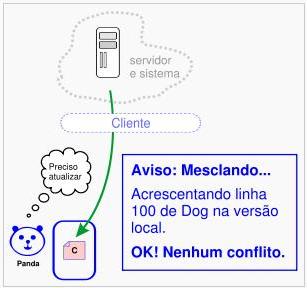 servidor
e sistema
Cliente
Preciso
atualizar
Aviso: Mesclando...
Acrescentando linha
100 de Dog na versão
local.
OK! Nenhum conflito.
C
Panda